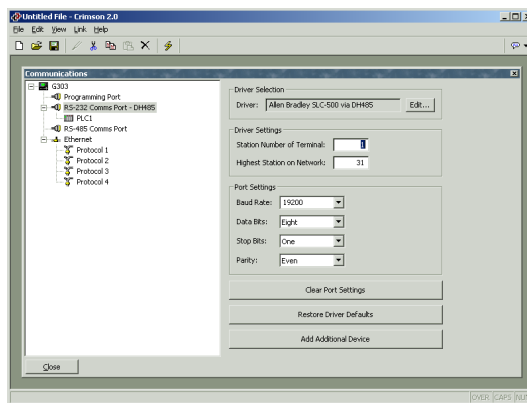 Untitled File - Crimson 2.0
File Edit View Link Help
Communications
G303
Programming Port
RS-232 Comms Port - DH485
PLC1
RS-485 Comms Port
Ethernet
Protocol 1
Protocol 2
Protocol 3
Protocol 4
Driver Selection
Driver: Allen Bradley SLC-500 via DH485 Edit...
Driver Settings
Station Number of Terminal: 1
Highest Station on Network: 31
Port Settings
Baud Rate: 19200
Data Bits: Eight
Stop Bits: One
Parity: Even
Clear Port Settings
Restore Driver Defaults
Add Additional Device
Close
OVER CAPS NU